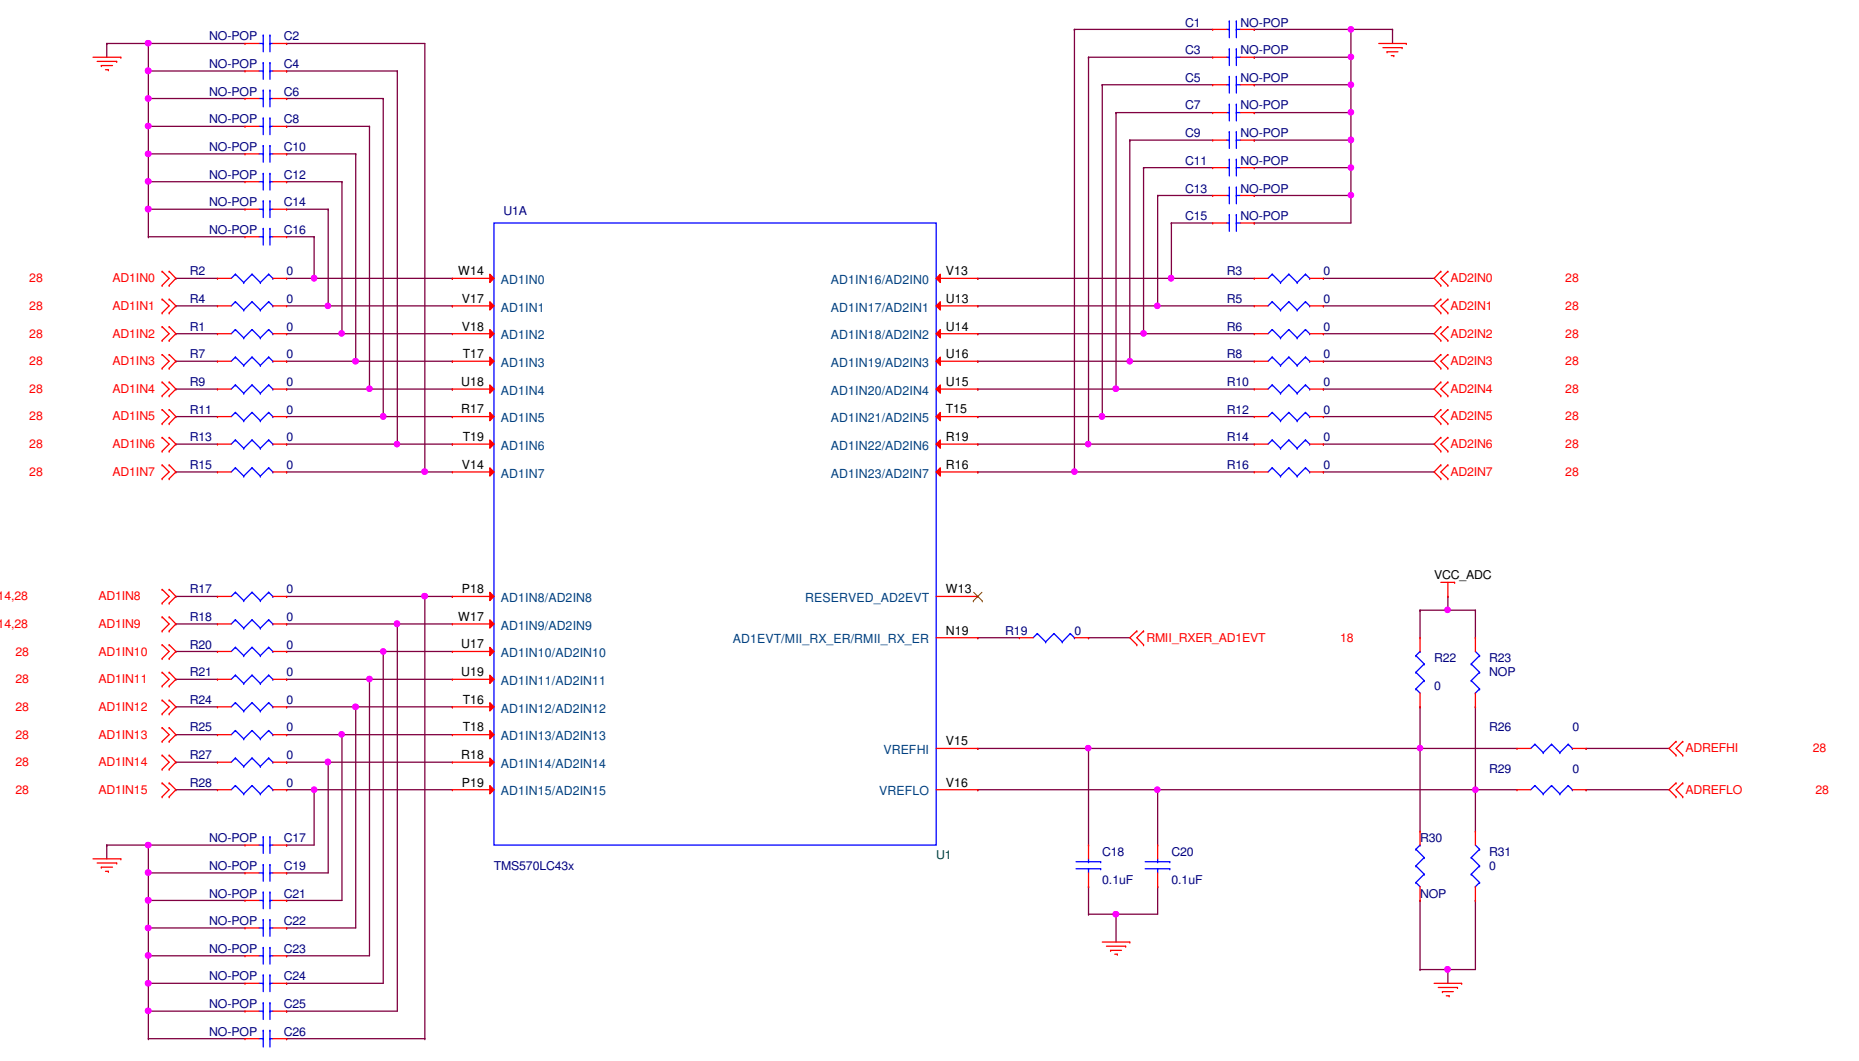 NO-POP C2
NO-POP C4
NO-POP C6
NO-POP C8
NO-POP C10
NO-POP C12
NO-POP C14
NO-POP C16
C1 NO-POP
C3 NO-POP
C5 NO-POP
C7 NO-POP
C9 NO-POP
C11 NO-POP
C13 NO-POP
C15 NO-POP
U1A
28 AD1IN0 R2 0 W14 AD1IN0 AD1IN16/AD2IN0 V13 R3 0 AD2IN0 28
28 AD1IN1 R4 0 V17 AD1IN1 AD1IN17/AD2IN1 U13 R5 0 AD2IN1 28
28 AD1IN2 R1 0 V18 AD1IN2 AD1IN18/AD2IN2 U14 R6 0 AD2IN2 28
28 AD1IN3 R7 0 T17 AD1IN3 AD1IN19/AD2IN3 U16 R8 0 AD2IN3 28
28 AD1IN4 R9 0 U18 AD1IN4 AD1IN20/AD2IN4 U15 R10 0 AD2IN4 28
28 AD1IN5 R11 0 R17 AD1IN5 AD1IN21/AD2IN5 T15 R12 0 AD2IN5 28
28 AD1IN6 R13 0 T19 AD1IN6 AD1IN22/AD2IN6 R19 R14 0 AD2IN6 28
28 AD1IN7 R15 0 V14 AD1IN7 AD1IN23/AD2IN7 R16 R16 0 AD2IN7 28
14,28 AD1IN8 R17 0 P18 AD1IN8/AD2IN8 RESERVED_AD2EVT W13
14,28 AD1IN9 R18 0 W17 AD1IN9/AD2IN9
AD1EVT/MII_RX_ER/RMII_RX_ER N19 R19 0 RMII_RXER_AD1EVT 18
28 AD1IN10 R20 0 U17 AD1IN10/AD2IN10
28 AD1IN11 R21 0 U19 AD1IN11/AD2IN11
28 AD1IN12 R24 0 T16 AD1IN12/AD2IN12
28 AD1IN13 R25 0 T18 AD1IN13/AD2IN13
28 AD1IN14 R27 0 R18 AD1IN14/AD2IN14
28 AD1IN15 R28 0 P19 AD1IN15/AD2IN15
VCC_ADC
R22
0
R23
NOP
VREFHI V15 R26 0 ADREFHI 28
VREFLO V16 R29 0 ADREFLO 28
R30
NOP
R31
0
C18
0.1uF
C20
0.1uF
U1
TMS570LC43x
NO-POP C17
NO-POP C19
NO-POP C21
NO-POP C22
NO-POP C23
NO-POP C24
NO-POP C25
NO-POP C26